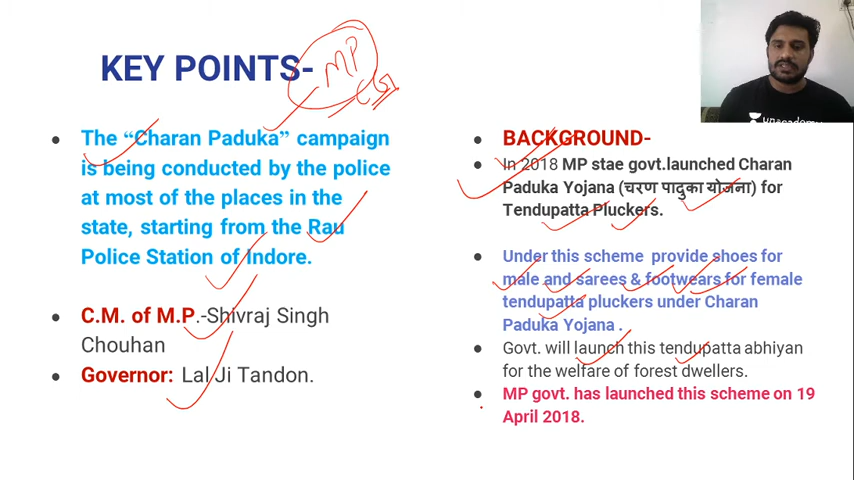 KEY POINTS-
MP
● The “Charan Paduka” campaign
is being conducted by the police
at most of the places in the
state, starting from the Rau
Police Station of Indore.
● C.M. of M.P.-Shivraj Singh
Chouhan
● Governor: Lal Ji Tandon.
● BACKGROUND-
● In 2018 MP stae govt.launched Charan
Paduka Yojana (चरण पादुका योजना) for
Tendupatta Pluckers.
● Under this scheme provide shoes for
male and sarees & footwears for female
tendupatta pluckers under Charan
Paduka Yojana .
● Govt. will launch this tendupatta abhiyan
for the welfare of forest dwellers.
● MP govt. has launched this scheme on 19
April 2018.
unacademy